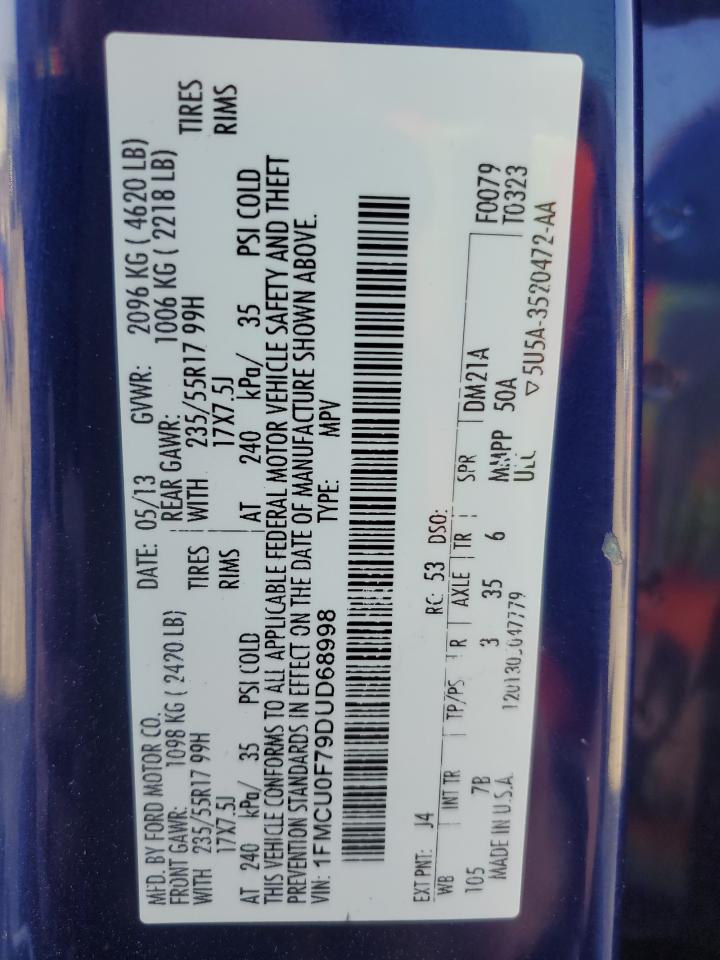 MFD. BY FORD MOTOR CO. DATE: 05/13 GVWR: 2096 KG ( 4620 LB)
FRONT GAWR: 1098 KG ( 2420 LB) REAR GAWR: 1006 KG ( 2218 LB)
WITH 235/55R17 99H TIRES WITH 235/55R17 99H TIRES
17X7.5J RIMS 17X7.5J RIMS
AT 240 kPa/ 35 PSI COLD AT 240 kPa/ 35 PSI COLD
THIS VEHICLE CONFORMS TO ALL APPLICABLE FEDERAL MOTOR VEHICLE SAFETY AND THEFT
PREVENTION STANDARDS IN EFFECT ON THE DATE OF MANUFACTURE SHOWN ABOVE.
VIN: 1FMCU0F79DUD68998 TYPE: MPV
EXT PNT: J4 RC: 53 DSO: F0079
WB INT TR TP/PS R AXLE TR SPR DM21A T0323
105 7B 3 35 6 MMPP 50A
MADE IN U.S.A. ▽5U5A-3520472-AA